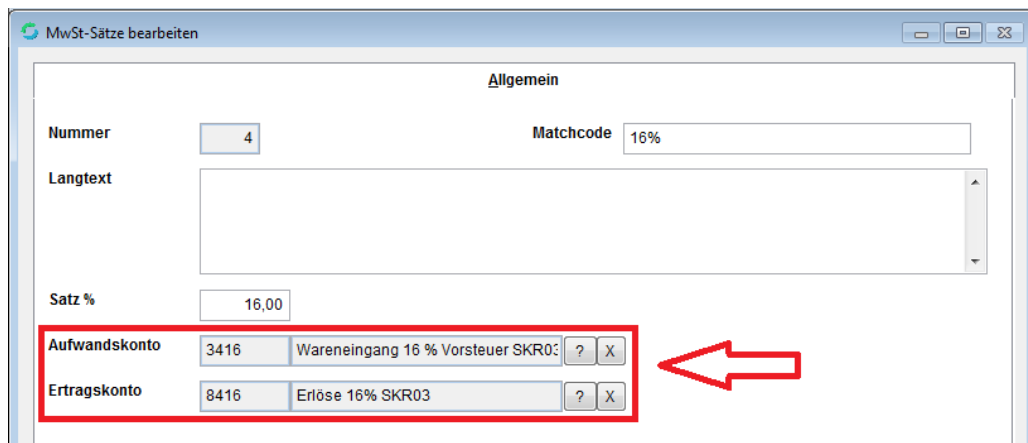 MwSt-Sätze bearbeiten
Allgemein
Nummer 4 Matchcode 16%
Langtext
Satz % 16,00
Aufwandskonto 3416 Wareneingang 16 % Vorsteuer SKR03 ? X
Ertragskonto 8416 Erlöse 16% SKR03 ? X